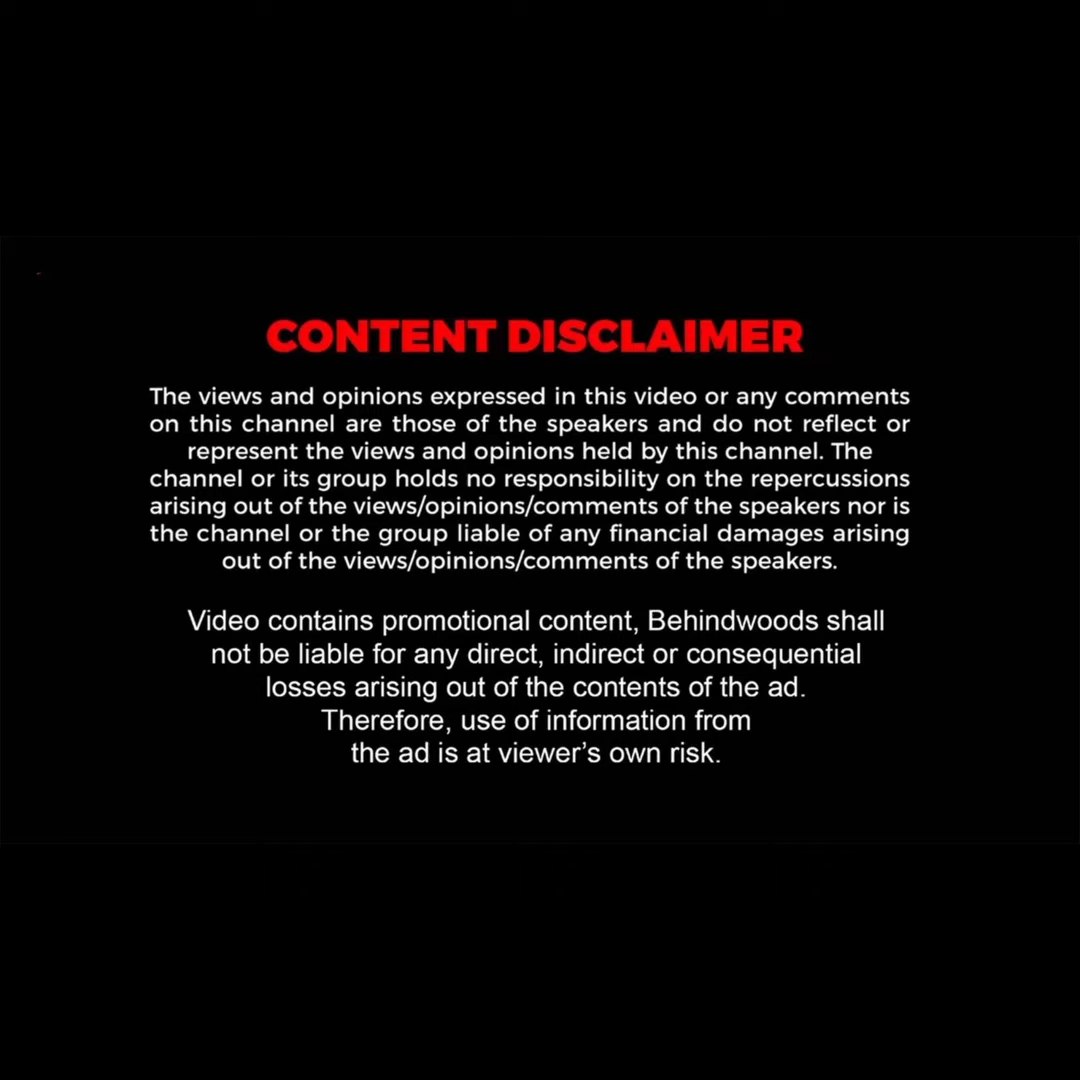 CONTENT DISCLAIMER
The views and opinions expressed in this video or any comments
on this channel are those of the speakers and do not reflect or
represent the views and opinions held by this channel. The
channel or its group holds no responsibility on the repercussions
arising out of the views/opinions/comments of the speakers nor is
the channel or the group liable of any financial damages arising
out of the views/opinions/comments of the speakers.
Video contains promotional content, Behindwoods shall
not be liable for any direct, indirect or consequential
losses arising out of the contents of the ad.
Therefore, use of information from
the ad is at viewer’s own risk.